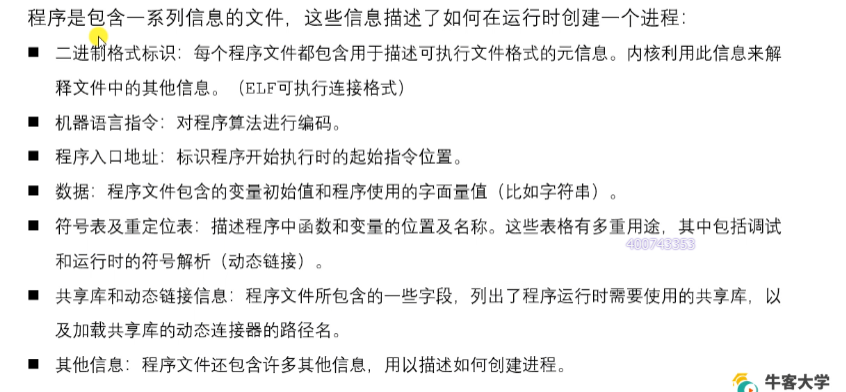 程序是包含一系列信息的文件，这些信息描述了如何在运行时创建一个进程：
■ 二进制格式标识：每个程序文件都包含用于描述可执行文件格式的元信息。内核利用此信息来解
释文件中的其他信息。（ELF可执行连接格式）
■ 机器语言指令：对程序算法进行编码。
■ 程序入口地址：标识程序开始执行时的起始指令位置。
■ 数据：程序文件包含的变量初始值和程序使用的字面量值（比如字符串）。
■ 符号表及重定位表：描述程序中函数和变量的位置及名称。这些表格有多重用途，其中包括调试
400743353
和运行时的符号解析（动态链接）。
■ 共享库和动态链接信息：程序文件所包含的一些字段，列出了程序运行时需要使用的共享库，以
及加载共享库的动态连接器的路径名。
■ 其他信息：程序文件还包含许多其他信息，用以描述如何创建进程。
牛客大学